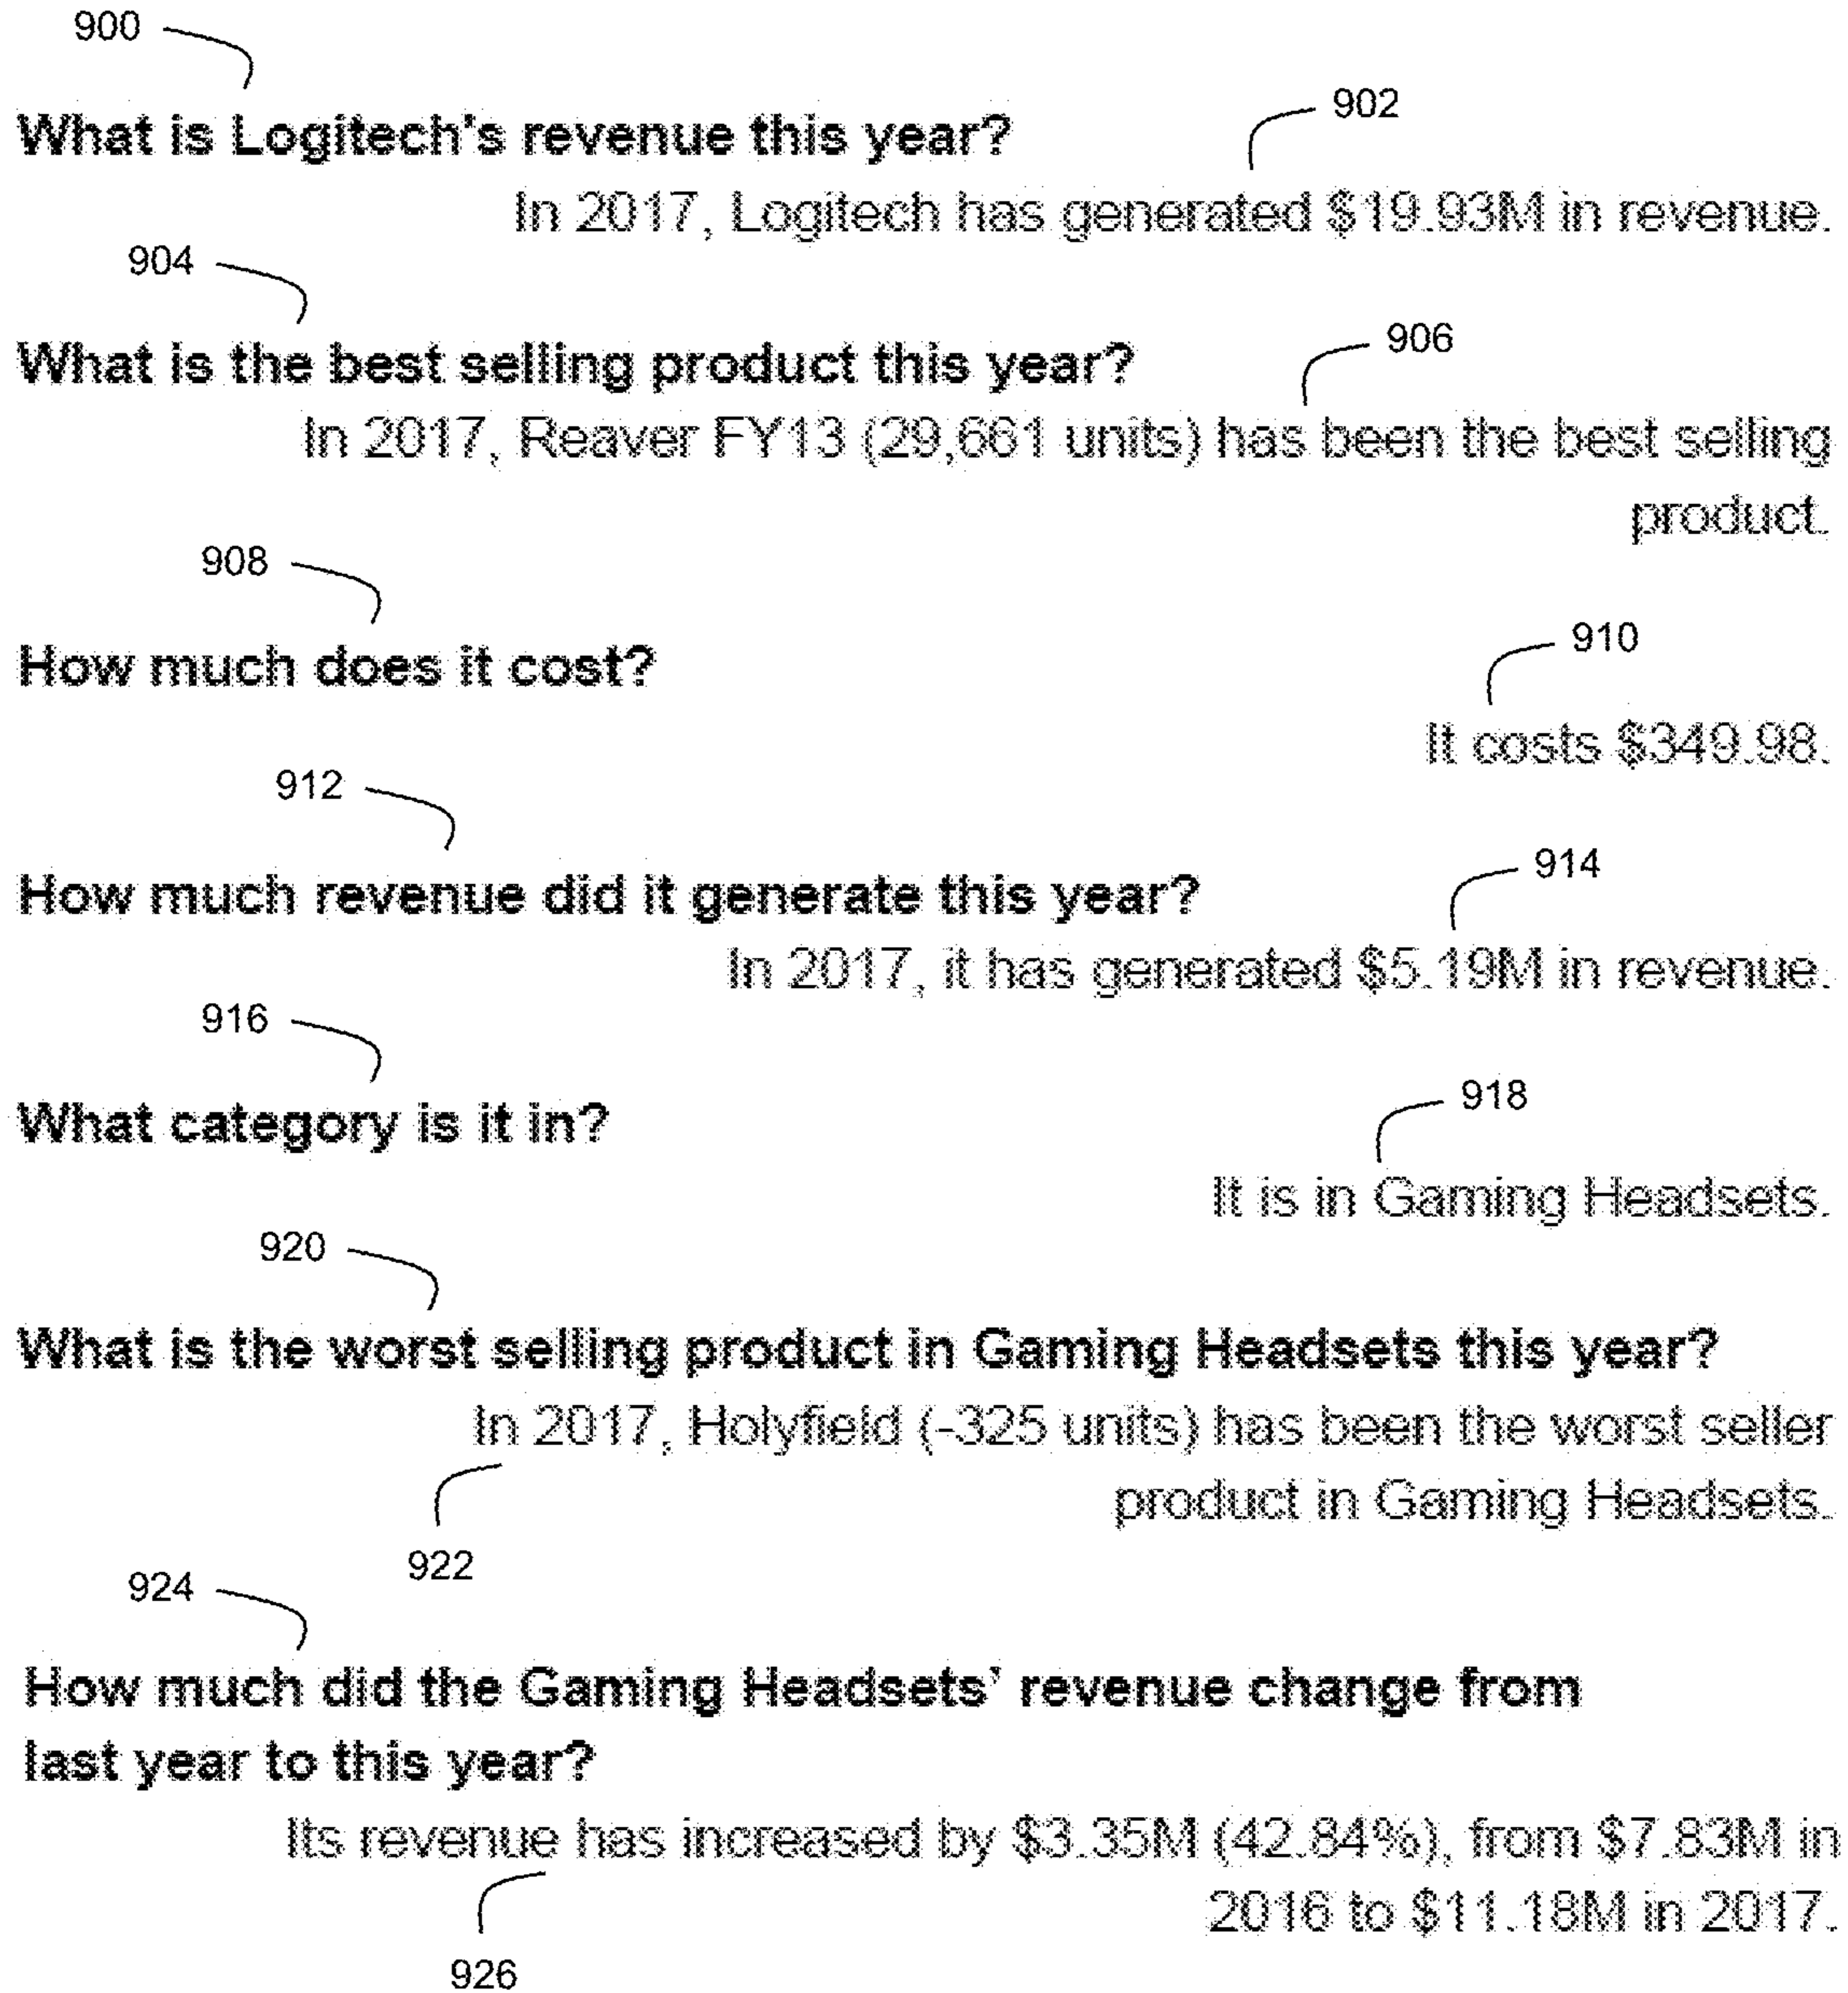 900
What is Logitech's revenue this year?
902
In 2017, Logitech has generated $19.93M in revenue.
904
What is the best selling product this year?
906
In 2017, Reaver FY13 (29,661 units) has been the best selling
product.
908
How much does it cost?
910
It costs $349.98.
912
How much revenue did it generate this year?
914
In 2017, it has generated $5.19M in revenue.
916
What category is it in?
918
It is in Gaming Headsets.
920
What is the worst selling product in Gaming Headsets this year?
In 2017, Holyfield (-325 units) has been the worst seller
product in Gaming Headsets.
922
924
How much did the Gaming Headsets' revenue change from
last year to this year?
Its revenue has increased by $3.35M (42.84%), from $7.83M in
2016 to $11.18M in 2017.
926